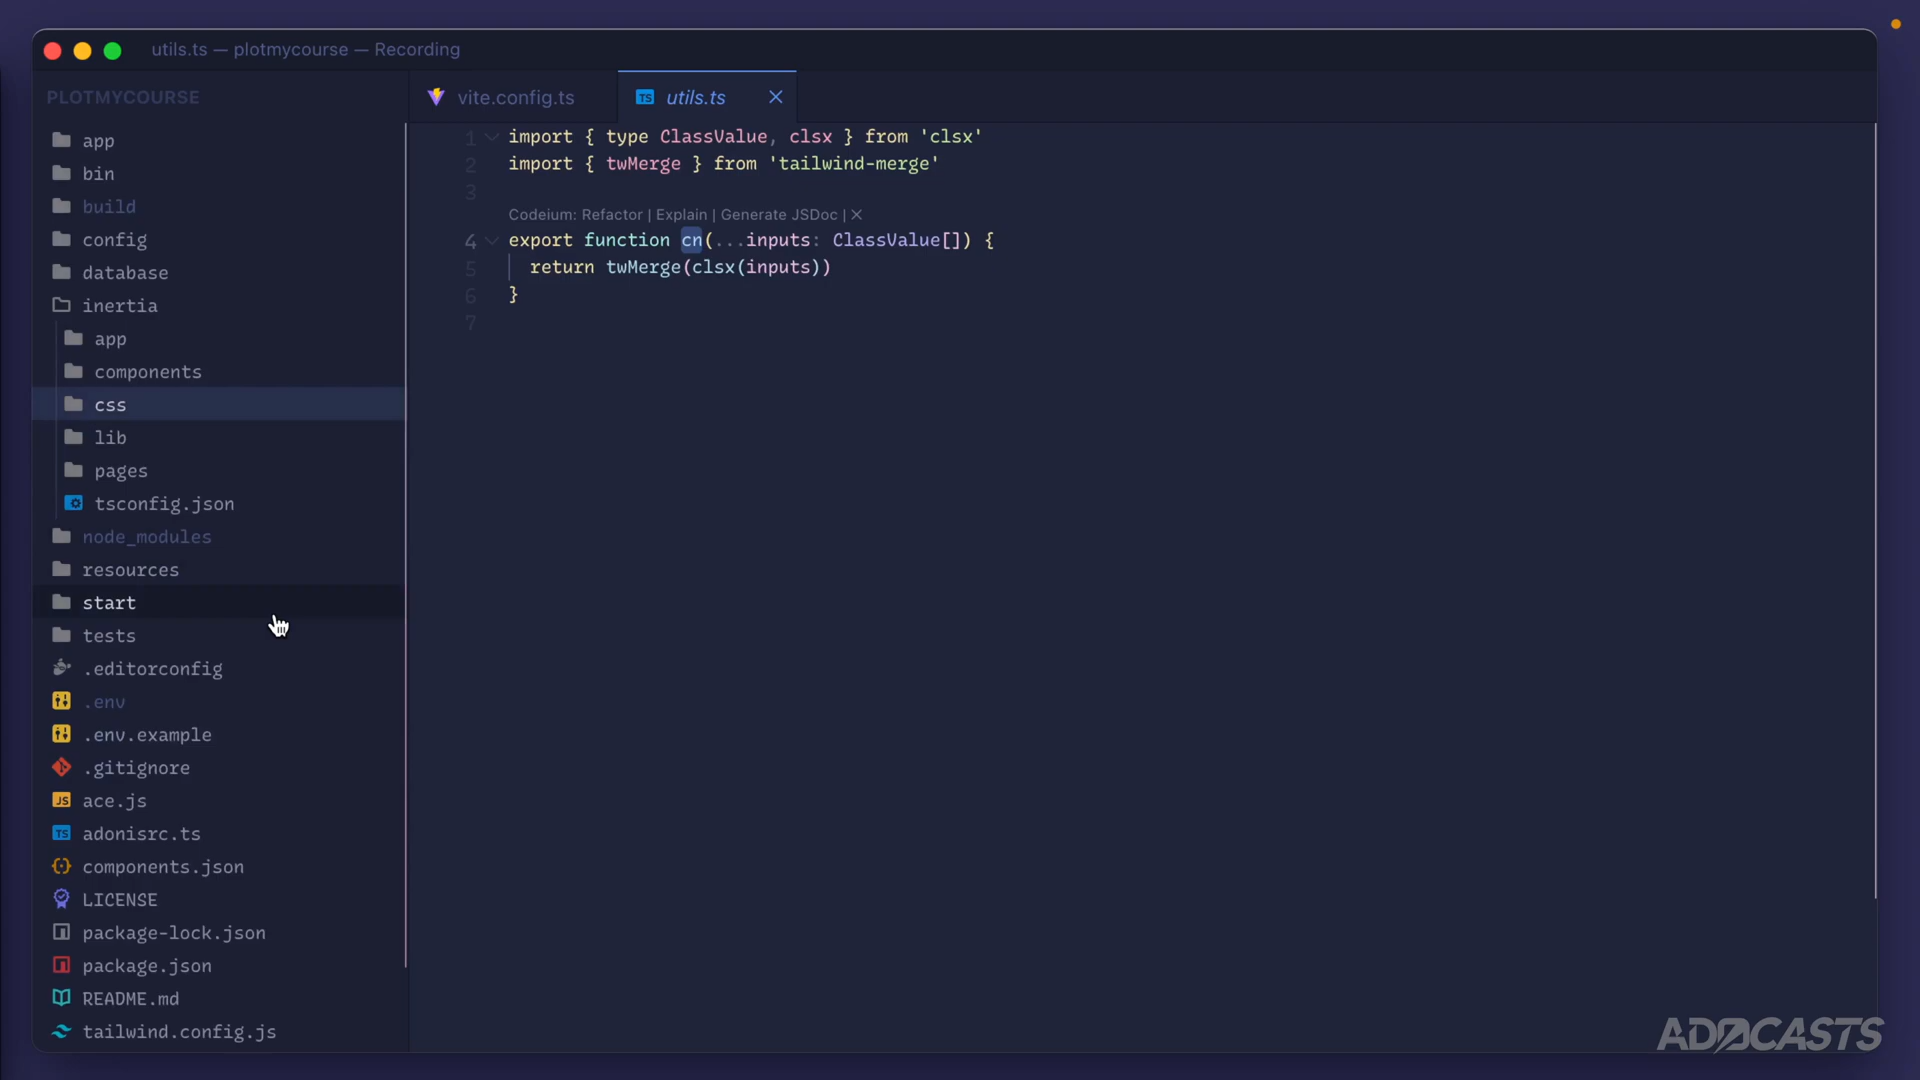 utils.ts — plotmycourse — Recording
PLOTMYCOURSE
app
bin
build
config
database
inertia
app
components
css
lib
pages
tsconfig.json
node_modules
resources
start
tests
.editorconfig
.env
.env.example
.gitignore
ace.js
adonisrc.ts
components.json
LICENSE
package-lock.json
package.json
README.md
tailwind.config.js
vite.config.ts
TS utils.ts
1 import { type ClassValue, clsx } from 'clsx'
2 import { twMerge } from 'tailwind-merge'
3
Codeium: Refactor | Explain | Generate JSDoc | ✕
4 export function cn(...inputs: ClassValue[]) {
5 return twMerge(clsx(inputs))
6 }
7
ADOCASTS